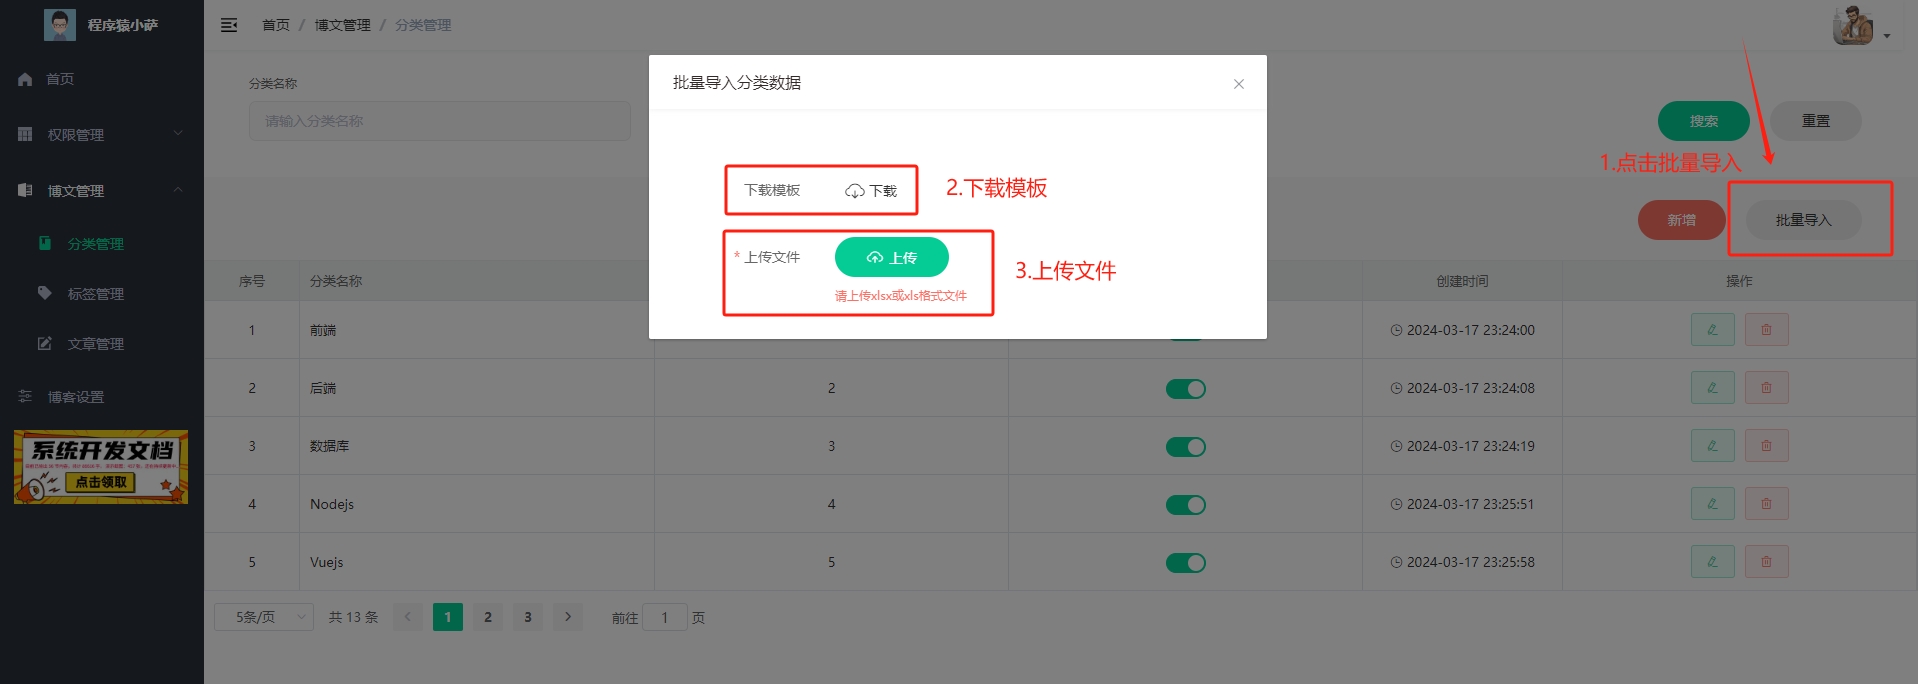 程序猿小萨
首页 / 博文管理 / 分类管理
首页
权限管理
博文管理
分类管理
标签管理
文章管理
博客设置
系统开发文档
点击领取
分类名称
请输入分类名称
搜索
重置
1.点击批量导入
新增
批量导入
批量导入分类数据
下载模板
下载
2.下载模板
* 上传文件
上传
请上传xlsx或xls格式文件
3.上传文件
序号 分类名称 创建时间 操作
1 前端 2024-03-17 23:24:00
2 后端 2 2024-03-17 23:24:08
3 数据库 3 2024-03-17 23:24:19
4 Nodejs 4 2024-03-17 23:25:51
5 Vuejs 5 2024-03-17 23:25:58
5条/页 共 13 条 1 2 3 前往 1 页